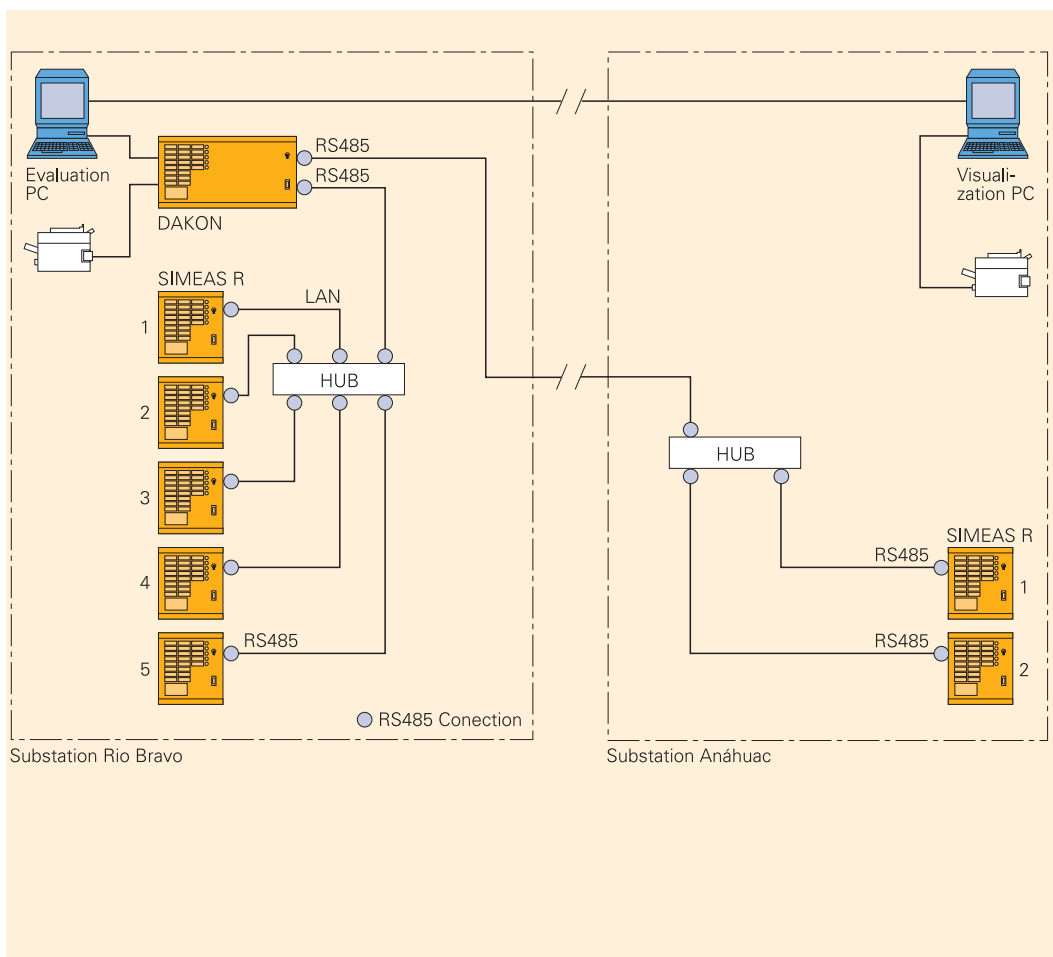 RS485
RS485
Evaluation
PC
DAKON
Visuali-
zation PC
SIMEAS R
LAN
1
HUB
2
HUB
3
SIMEAS R
RS485
4
1
RS485
RS485
5
2
RS485 Conection
Substation Rio Bravo
Substation Anáhuac